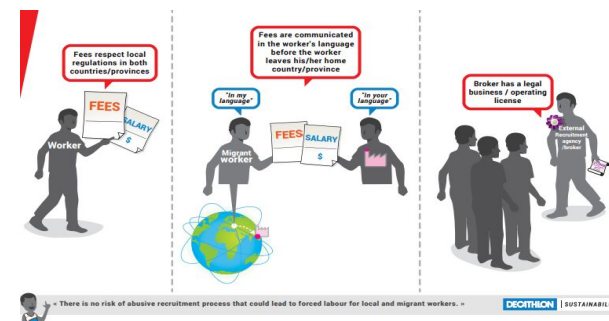 Fees respect local
regulations in both
countries/provinces
FEES
SALARY
$
Worker
Fees are communicated
in the worker's language
before the worker
leaves his/her home
country/province
"In my
language"
"In your
language"
FEES
SALARY
$
Migrant
worker
Broker has a legal
business / operating
license
External
Recruitment
agency
/broker
« There is no risk of abusive recruitment process that could lead to forced labour for local and migrant workers. »
DECATHLON | SUSTAINABIL